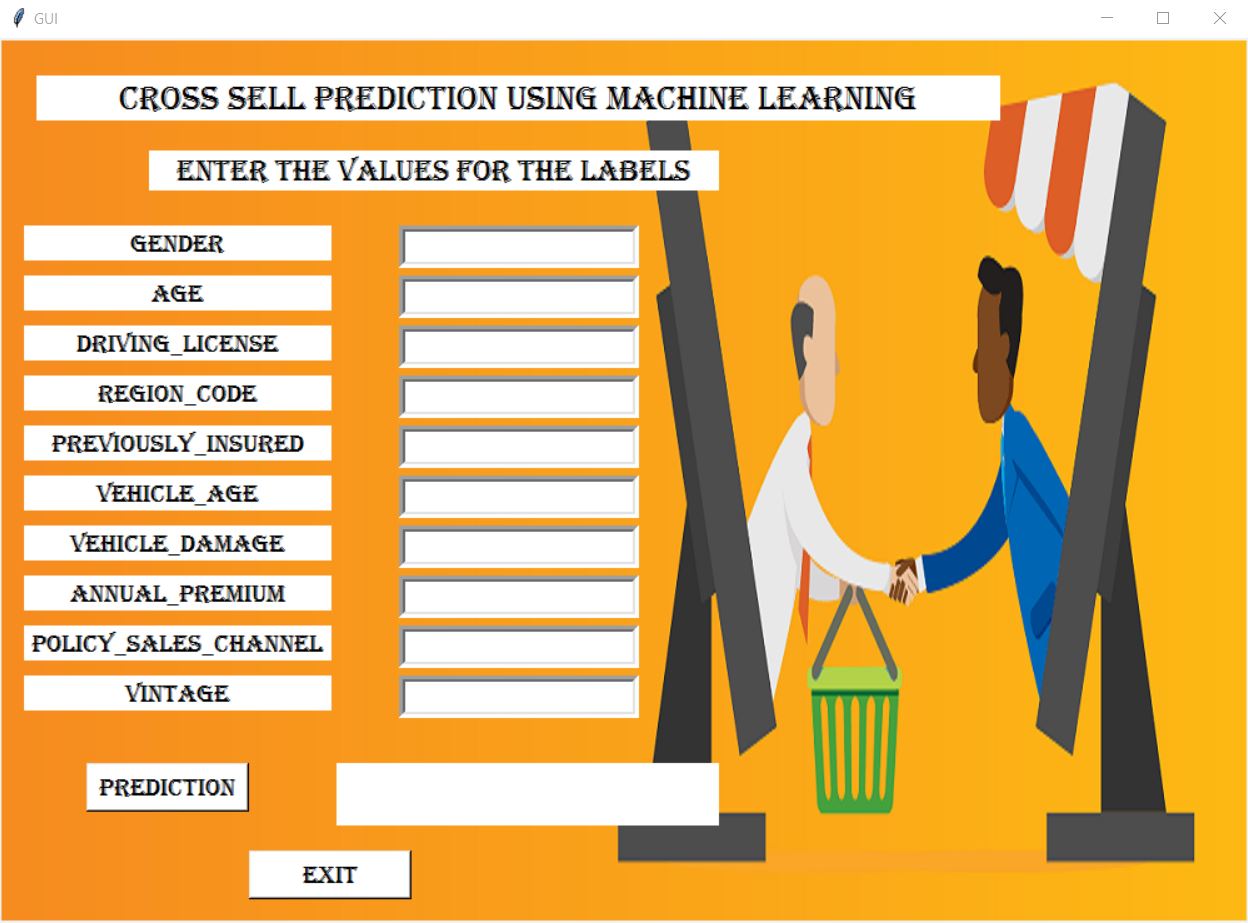 GUI
CROSS SELL PREDICTION USING MACHINE LEARNING
ENTER THE VALUES FOR THE LABELS
GENDER
AGE
DRIVING_LICENSE
REGION_CODE
PREVIOUSLY_INSURED
VEHICLE_AGE
VEHICLE_DAMAGE
ANNUAL_PREMIUM
POLICY_SALES_CHANNEL
VINTAGE
PREDICTION
EXIT